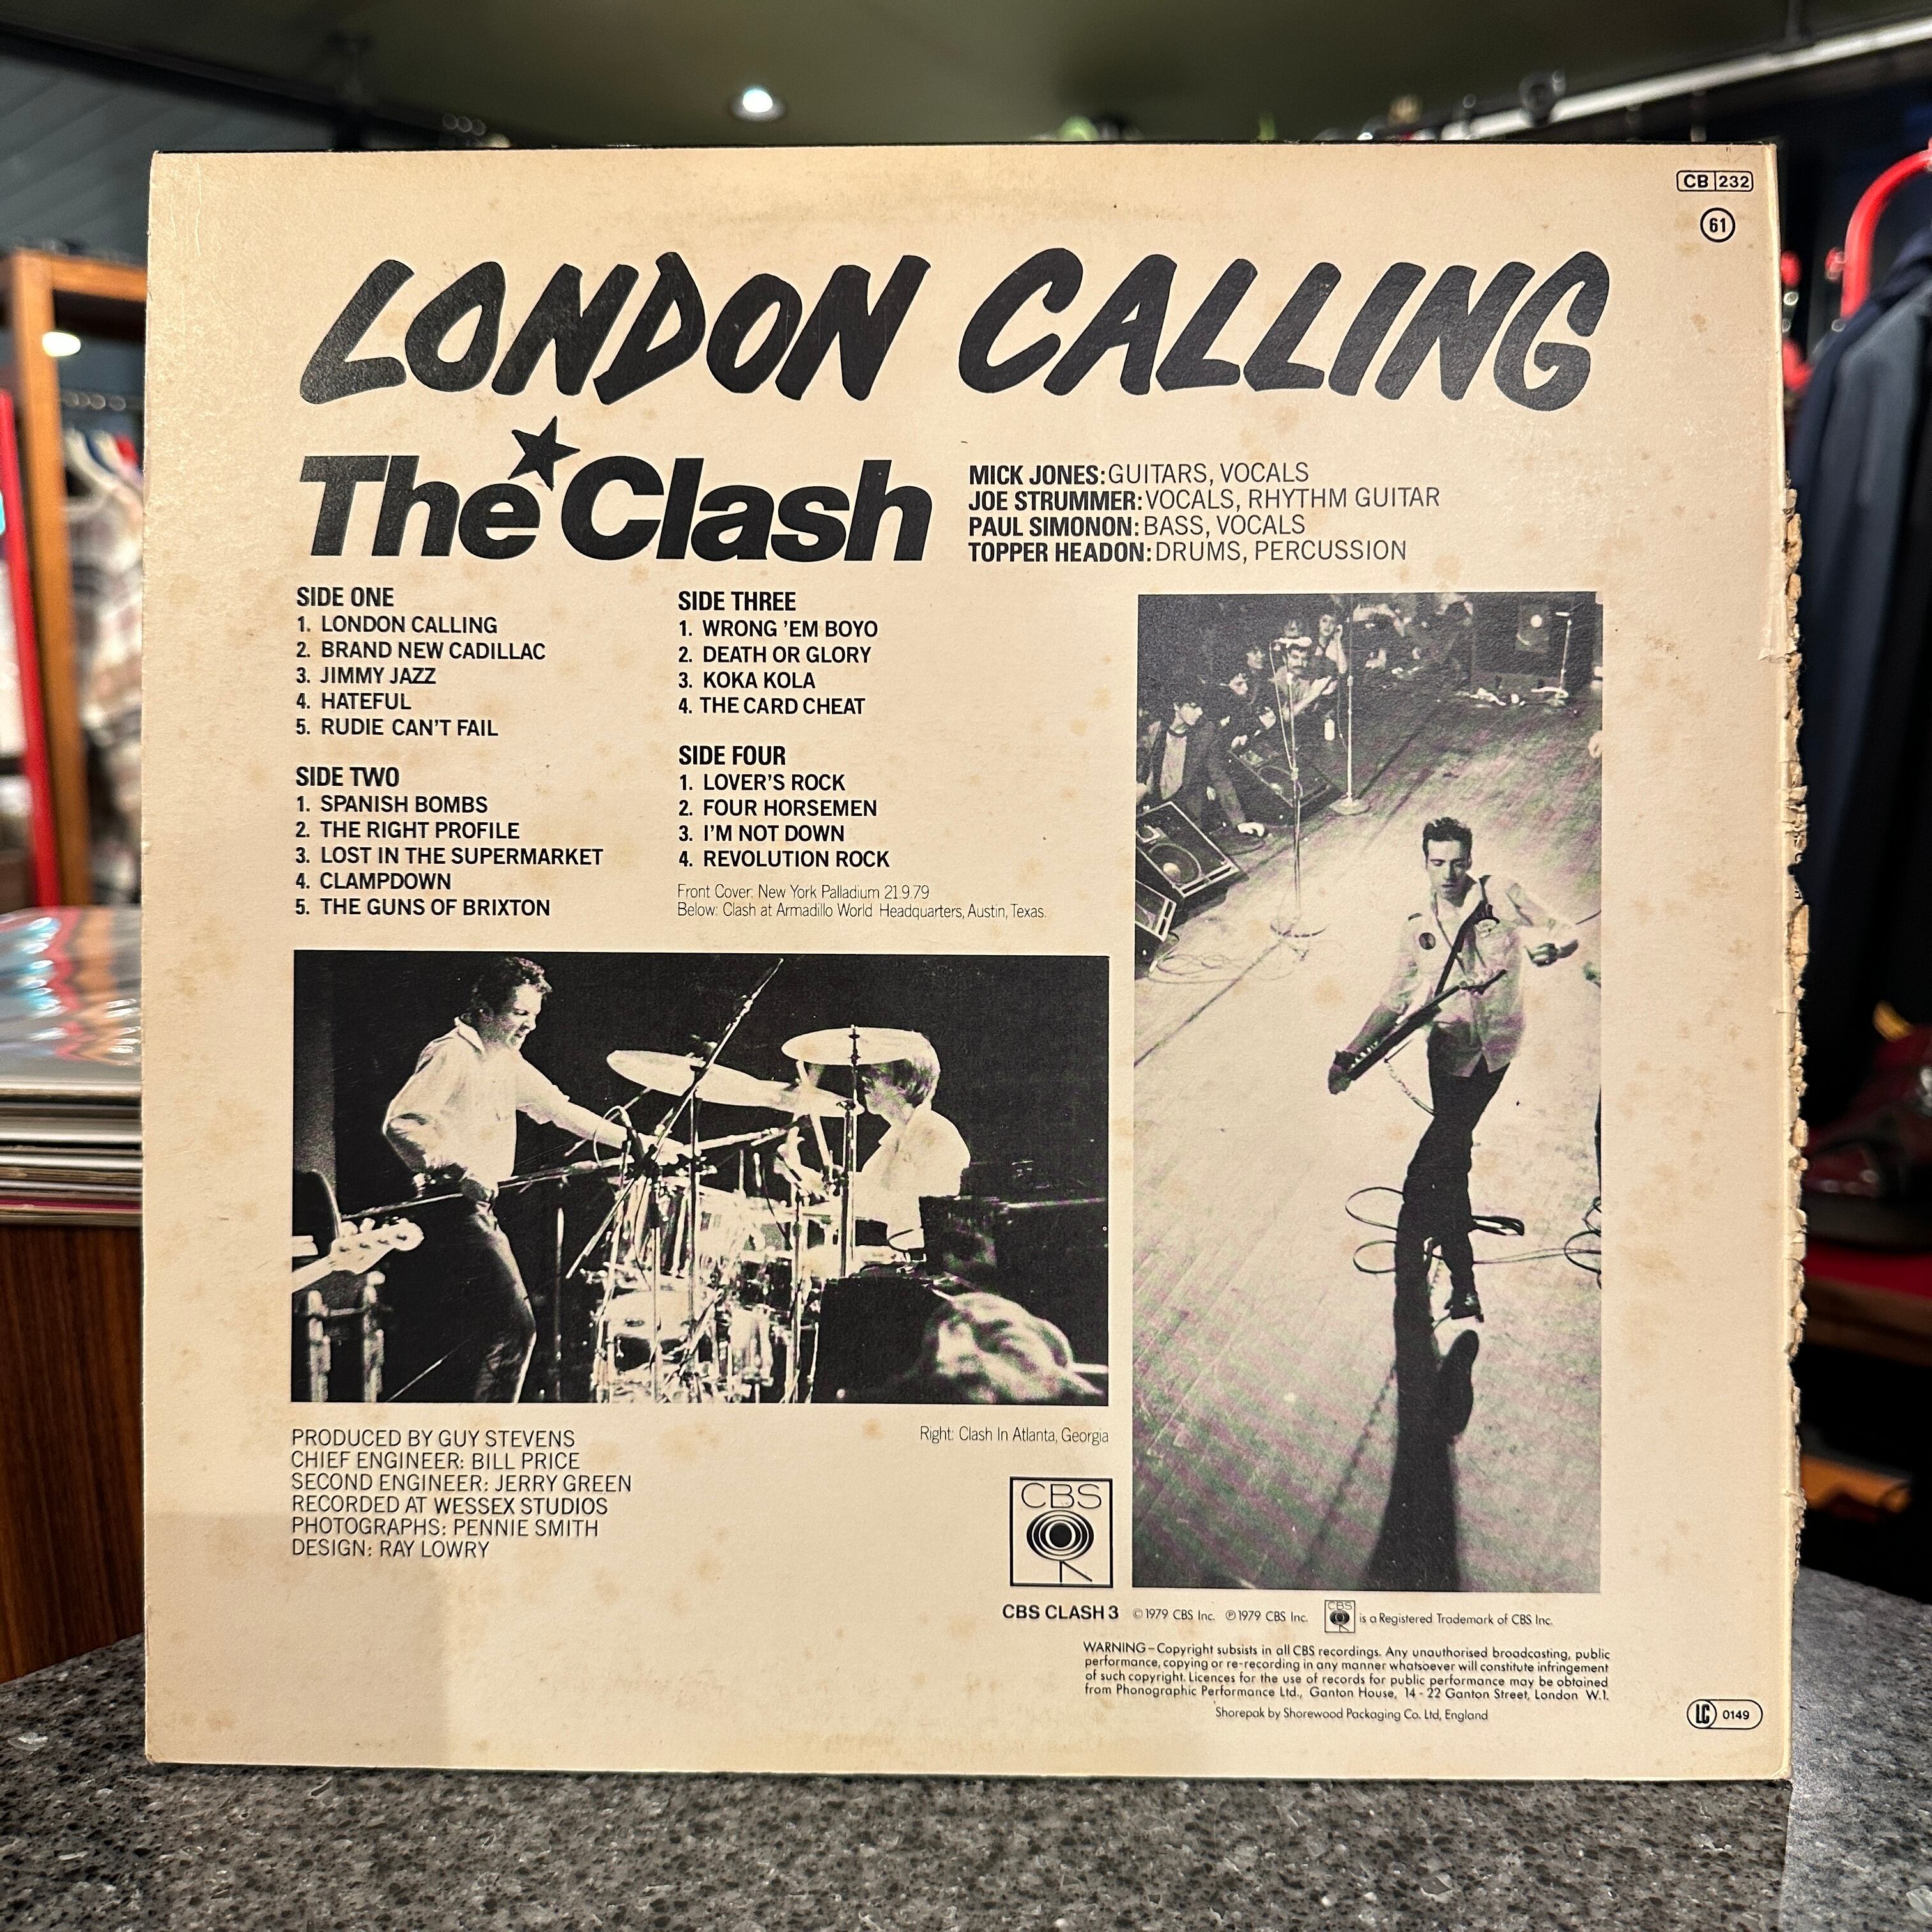 CB 232
61
LONDON CALLING
The Clash
MICK JONES: GUITARS, VOCALS
JOE STRUMMER: VOCALS, RHYTHM GUITAR
PAUL SIMONON: BASS, VOCALS
TOPPER HEADON: DRUMS, PERCUSSION
SIDE ONE
1. LONDON CALLING
2. BRAND NEW CADILLAC
3. JIMMY JAZZ
4. HATEFUL
5. RUDIE CAN'T FAIL
SIDE TWO
1. SPANISH BOMBS
2. THE RIGHT PROFILE
3. LOST IN THE SUPERMARKET
4. CLAMPDOWN
5. THE GUNS OF BRIXTON
SIDE THREE
1. WRONG 'EM BOYO
2. DEATH OR GLORY
3. KOKA KOLA
4. THE CARD CHEAT
SIDE FOUR
1. LOVER'S ROCK
2. FOUR HORSEMEN
3. I'M NOT DOWN
4. REVOLUTION ROCK
Front Cover: New York Palladium 21.9.79
Below: Clash at Armadillo World Headquarters, Austin, Texas.
PRODUCED BY GUY STEVENS
CHIEF ENGINEER: BILL PRICE
SECOND ENGINEER: JERRY GREEN
RECORDED AT WESSEX STUDIOS
PHOTOGRAPHS: PENNIE SMITH
DESIGN: RAY LOWRY
Right: Clash In Atlanta, Georgia
CBS
CBS CLASH 3 © 1979 CBS Inc. ℗ 1979 CBS Inc. CBS is a Registered Trademark of CBS Inc.
WARNING – Copyright subsists in all CBS recordings. Any unauthorised broadcasting, public
performance, copying or re-recording in any manner whatsoever will constitute infringement
of such copyright. Licences for the use of records for public performance may be obtained
from Phonographic Performance Ltd., Ganton House, 14 - 22 Ganton Street, London W.1.
Shorepak by Shorewood Packaging Co. Ltd, England
LC 0149